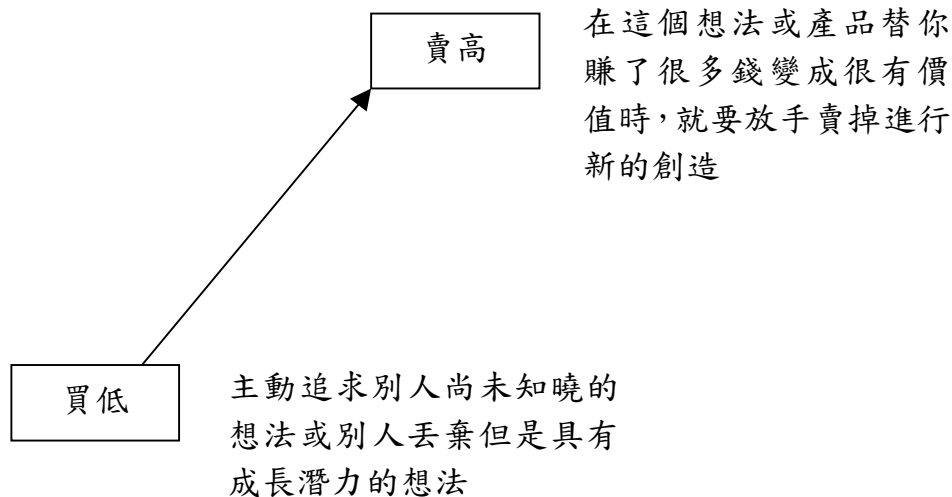 賣高
在這個想法或產品替你
賺了很多錢變成很有價
值時，就要放手賣掉進行
新的創造
買低
主動追求別人尚未知曉的
想法或別人丟棄但是具有
成長潛力的想法